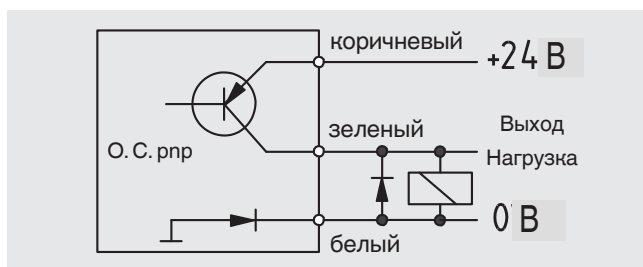 коричневый
+24 В
зеленый
Выход
О.С. pnp
Нагрузка
0 В
белый